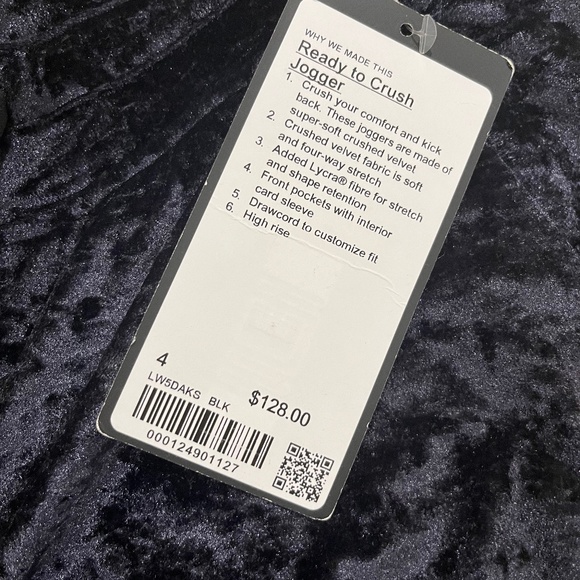 WHY WE MADE THIS
Ready to Crush
Jogger
1. Crush your comfort and kick
back. These joggers are made of
super-soft crushed velvet
2. Crushed velvet fabric is soft
and four-way stretch
3. Added Lycra® fibre for stretch
and shape retention
4. Front pockets with interior
card sleeve
5. Drawcord to customize fit
6. High rise
4
LW5DAKS BLK
$128.00
000124901127